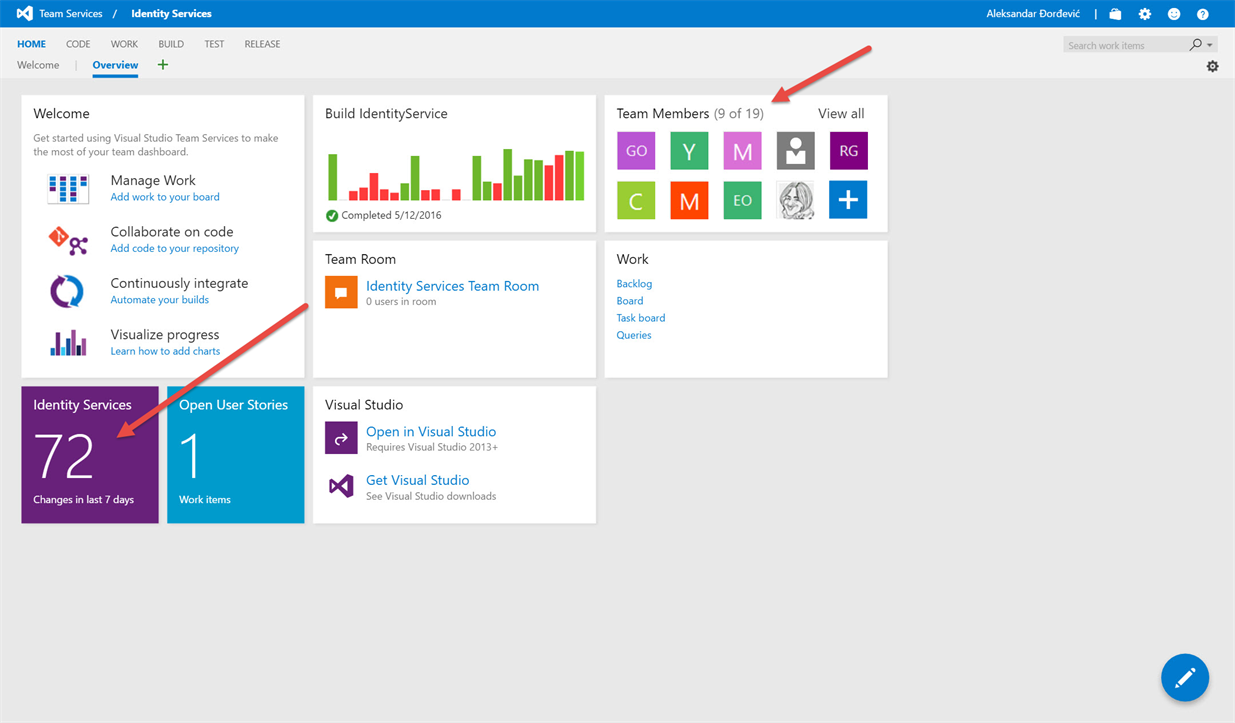 Team Services / Identity Services
Aleksandar Đorđević |
HOME CODE WORK BUILD TEST RELEASE
Search work items
Welcome | Overview
Welcome
Get started using Visual Studio Team Services to make
the most of your team dashboard.
Manage Work
Add work to your board
Collaborate on code
Add code to your repository
Continuously integrate
Automate your builds
Visualize progress
Learn how to add charts
Build IdentityService
Completed 5/12/2016
Team Members (9 of 19) View all
GO Y M RG
C M EO
Team Room
Identity Services Team Room
0 users in room
Work
Backlog
Board
Task board
Queries
Identity Services
72
Changes in last 7 days
Open User Stories
1
Work items
Visual Studio
Open in Visual Studio
Requires Visual Studio 2013+
Get Visual Studio
See Visual Studio downloads